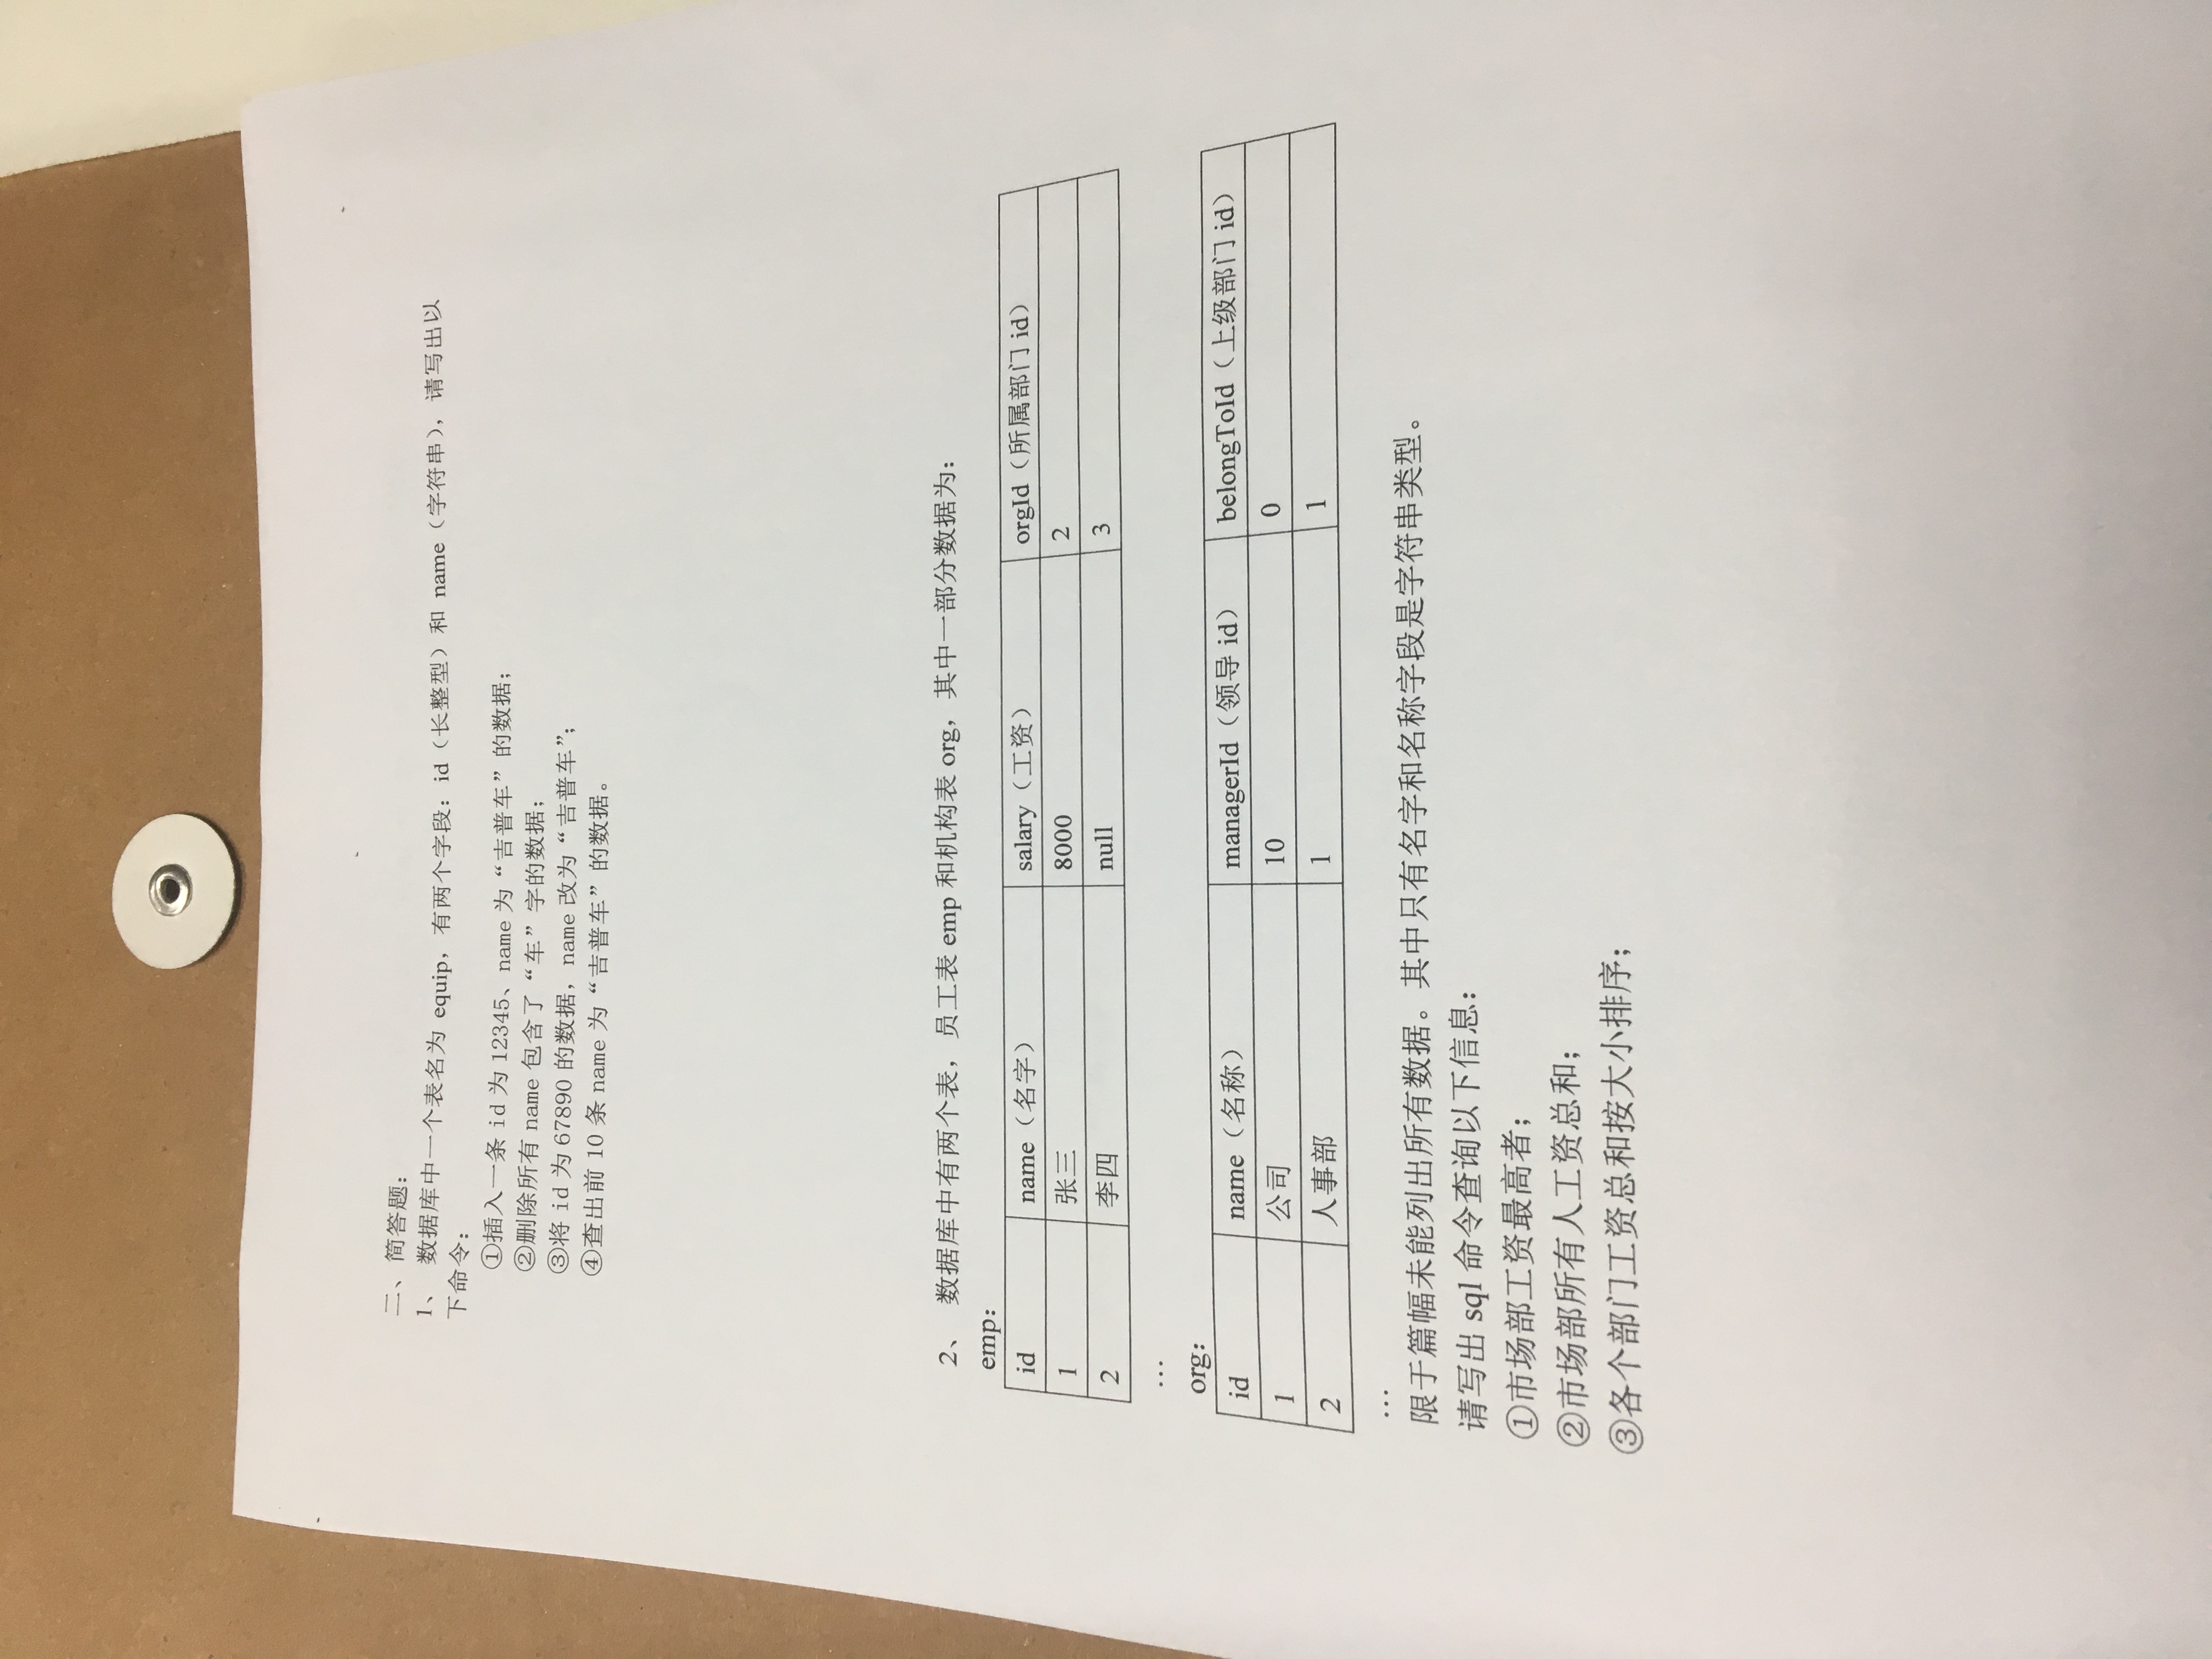 二、简答题：
1、 数据库中一个表名为 equip，有两个字段：id（长整型）和 name（字符串），请写出以
下命令：
①插入一条 id 为 12345、name 为“吉普车”的数据；
②删除所有 name 包含了“车”字的数据；
③将 id 为 67890 的数据，name 改为“吉普车”；
④查出前 10 条 name 为“吉普车”的数据。
2、 数据库中有两个表，员工表 emp 和机构表 org，其中一部分数据为：
emp：
id name（名字） salary（工资） orgId（所属部门 id）
1 张三 8000 2
2 李四 null 3
…
org：
id name（名称） managerId（领导 id） belongToId（上级部门 id）
1 公司 10 0
2 人事部 1 1
…
限于篇幅未能列出所有数据。其中只有名字和名称字段是字符串类型。
请写出 sql 命令查询以下信息：
①市场部工资最高者；
②市场部所有人工资总和；
③各个部门工资总和按大小排序；